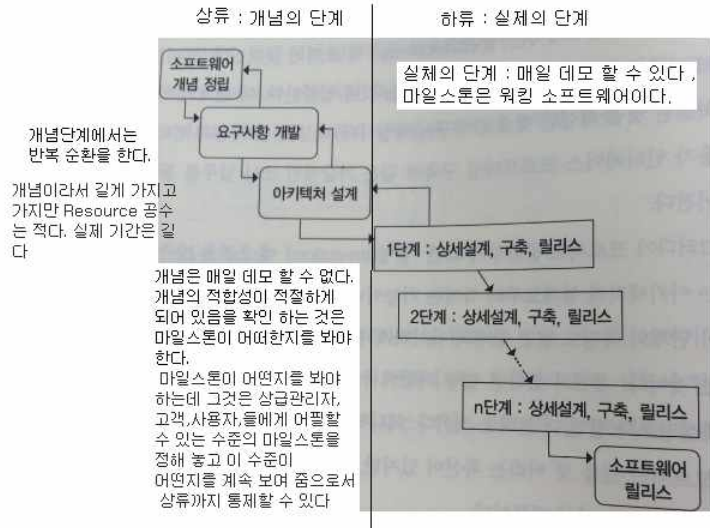 상류 : 개념의 단계
하류 : 실제의 단계
소프트웨어
개념 정립
실체의 단계 : 매일 데모 할 수 있다 ,
마일스톤은 워킹 소프트웨어이다.
요구사항 개발
개념단계에서는
반복 순환을 한다.
아키텍처 설계
개념이라서 길게 가지고
가지만 Resource 공수
는 적다. 실제 기간은 길
다
1단계 : 상세설계, 구축, 릴리스
개념은 매일 데모 할 수 없다.
개념의 적합성이 적절하게
되어 있음을 확인 하는 것은
마일스톤이 어떠한지를 봐야
한다.
마일스톤이 어떤지를 봐야
하는데 그것은 상급관리자,
고객,사용자,들에게 어필할
수 있는 수준의 마일스톤을
정해 놓고 이 수준이
어떤지를 계속 보여 줌으로서
상류까지 통제할 수 있다
2단계 : 상세설계, 구축, 릴리스
n단계 : 상세설계, 구축, 릴리스
소프트웨어
릴리스